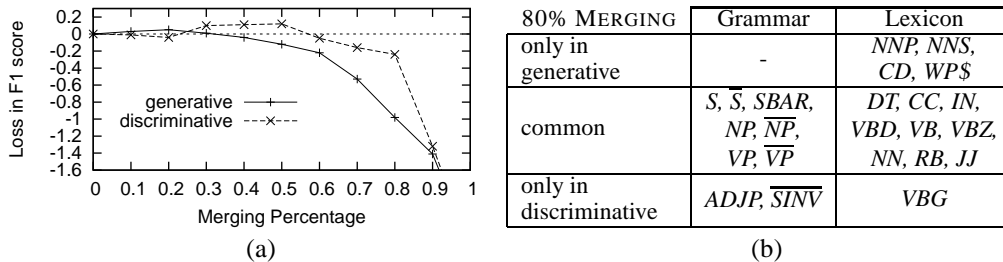 0.2
0
-0.2
-0.4
-0.6
-0.8
-1
-1.2
-1.4
-1.6
Loss in F1 score
generative
discriminative
0 0.1 0.2 0.3 0.4 0.5 0.6 0.7 0.8 0.9 1
Merging Percentage
(a)
80% MERGING Grammar Lexicon
only in generative - NNP, NNS,
CD, WP$
common S, S̅, SBAR, DT, CC, IN,
NP, N̅P̅, VBD, VB, VBZ,
VP, V̅P̅ NN, RB, JJ
only in discriminative ADJP, S̅I̅N̅V̅ VBG
(b)